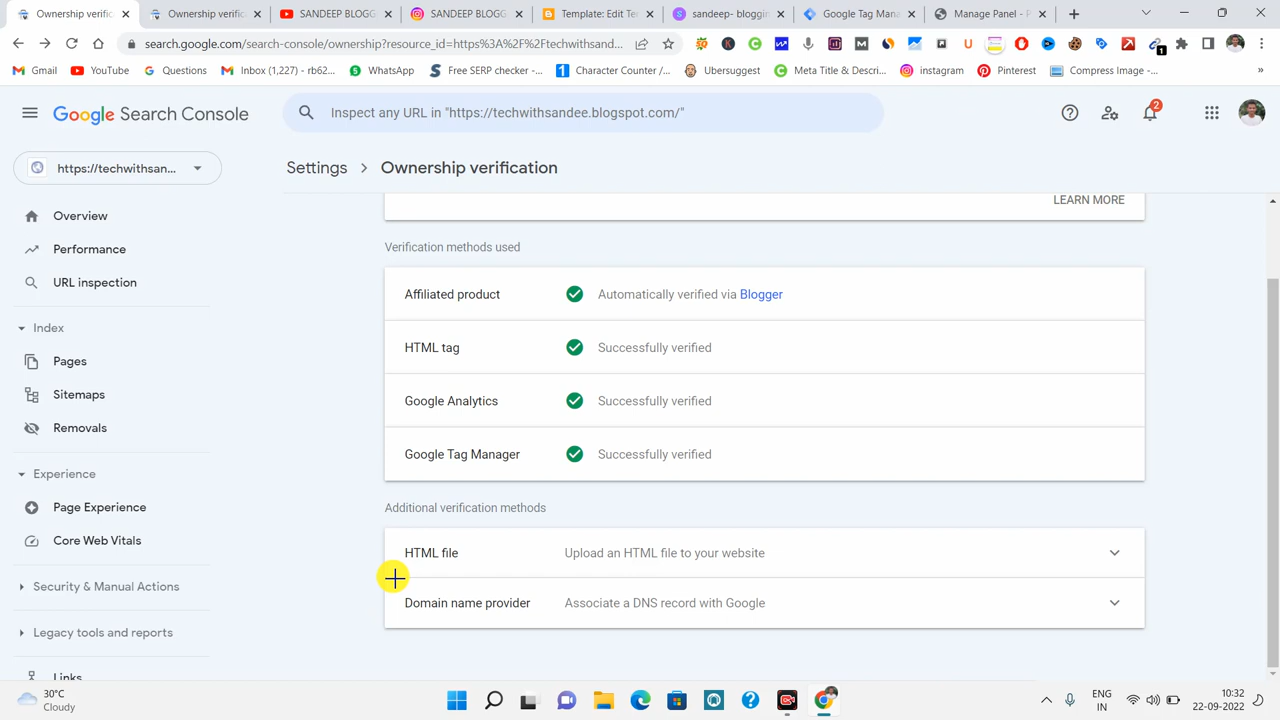 Ownership verific
Ownership verific
SANDEEP BLOGG
SANDEEP BLOGG
Template: Edit Te
sandeep- bloggin
Google Tag Mana
Manage Panel - P
search.google.com/search-console/ownership?resource_id=https%3A%2F%2Ftechwithsand...
1
Gmail
YouTube
Questions
Inbox (1,227) - rb62...
WhatsApp
Free SERP checker -...
Character Counter /...
Ubersuggest
Meta Title & Descri...
instagram
Pinterest
Compress Image -...
»
Google Search Console
Inspect any URL in "https://techwithsandee.blogspot.com/"
2
https://techwithsan...
Settings > Ownership verification
Overview
Performance
URL inspection
Index
Pages
Sitemaps
Removals
Experience
Page Experience
Core Web Vitals
Security & Manual Actions
Legacy tools and reports
Links
LEARN MORE
Verification methods used
Affiliated product Automatically verified via Blogger
HTML tag Successfully verified
Google Analytics Successfully verified
Google Tag Manager Successfully verified
Additional verification methods
HTML file Upload an HTML file to your website
Domain name provider Associate a DNS record with Google
30°C
Cloudy
ENG
IN
10:32
22-09-2022